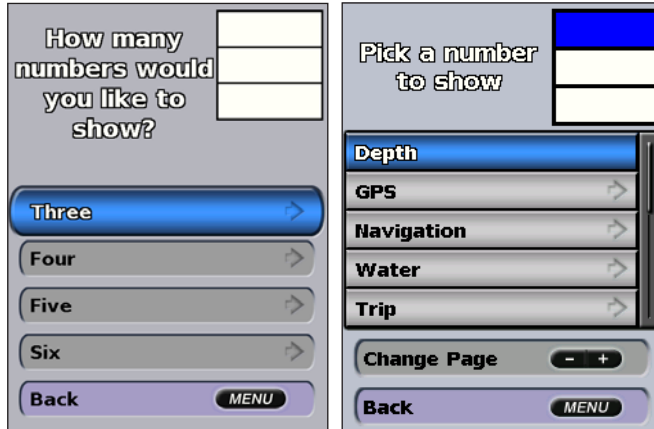 How many
numbers would
you like to
show?
Three
Four
Five
Six
Back MENU
Pick a number
to show
Depth
GPS
Navigation
Water
Trip
Change Page - +
Back MENU